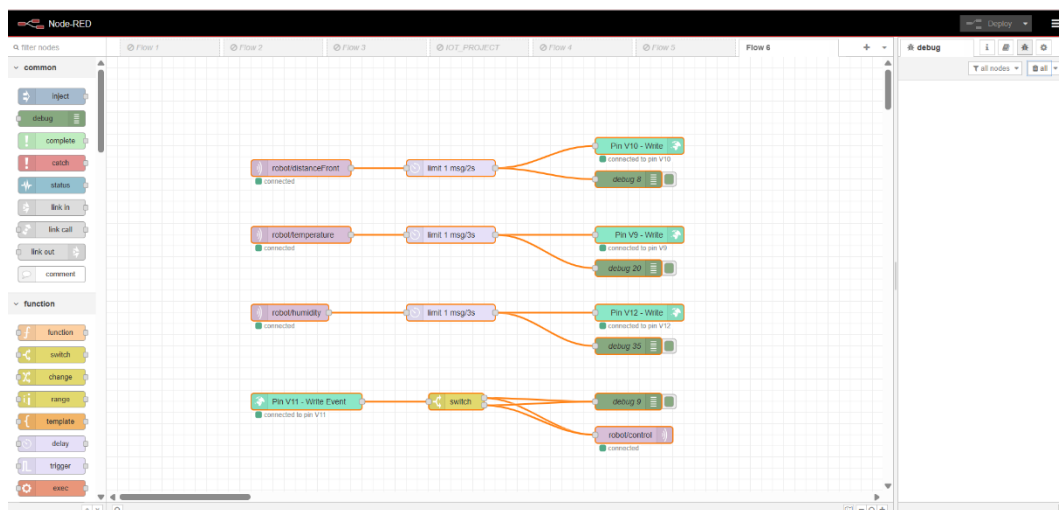 Node-RED
Deploy
filter nodes
Flow 1
Flow 2
Flow 3
IOT_PROJECT
Flow 4
Flow 5
Flow 6
debug
all nodes
all
common
inject
debug
complete
catch
status
link in
link call
link out
comment
function
function
switch
change
range
template
delay
trigger
exec
robot/distanceFront
connected
limit 1 msg/2s
Pin V10 - Write
connected to pin V10
debug 8
robot/temperature
connected
limit 1 msg/3s
Pin V9 - Write
connected to pin V9
debug 20
robot/humidity
connected
limit 1 msg/3s
Pin V12 - Write
connected to pin V12
debug 35
Pin V11 - Write Event
connected to pin V11
switch
debug 9
robot/control
connected